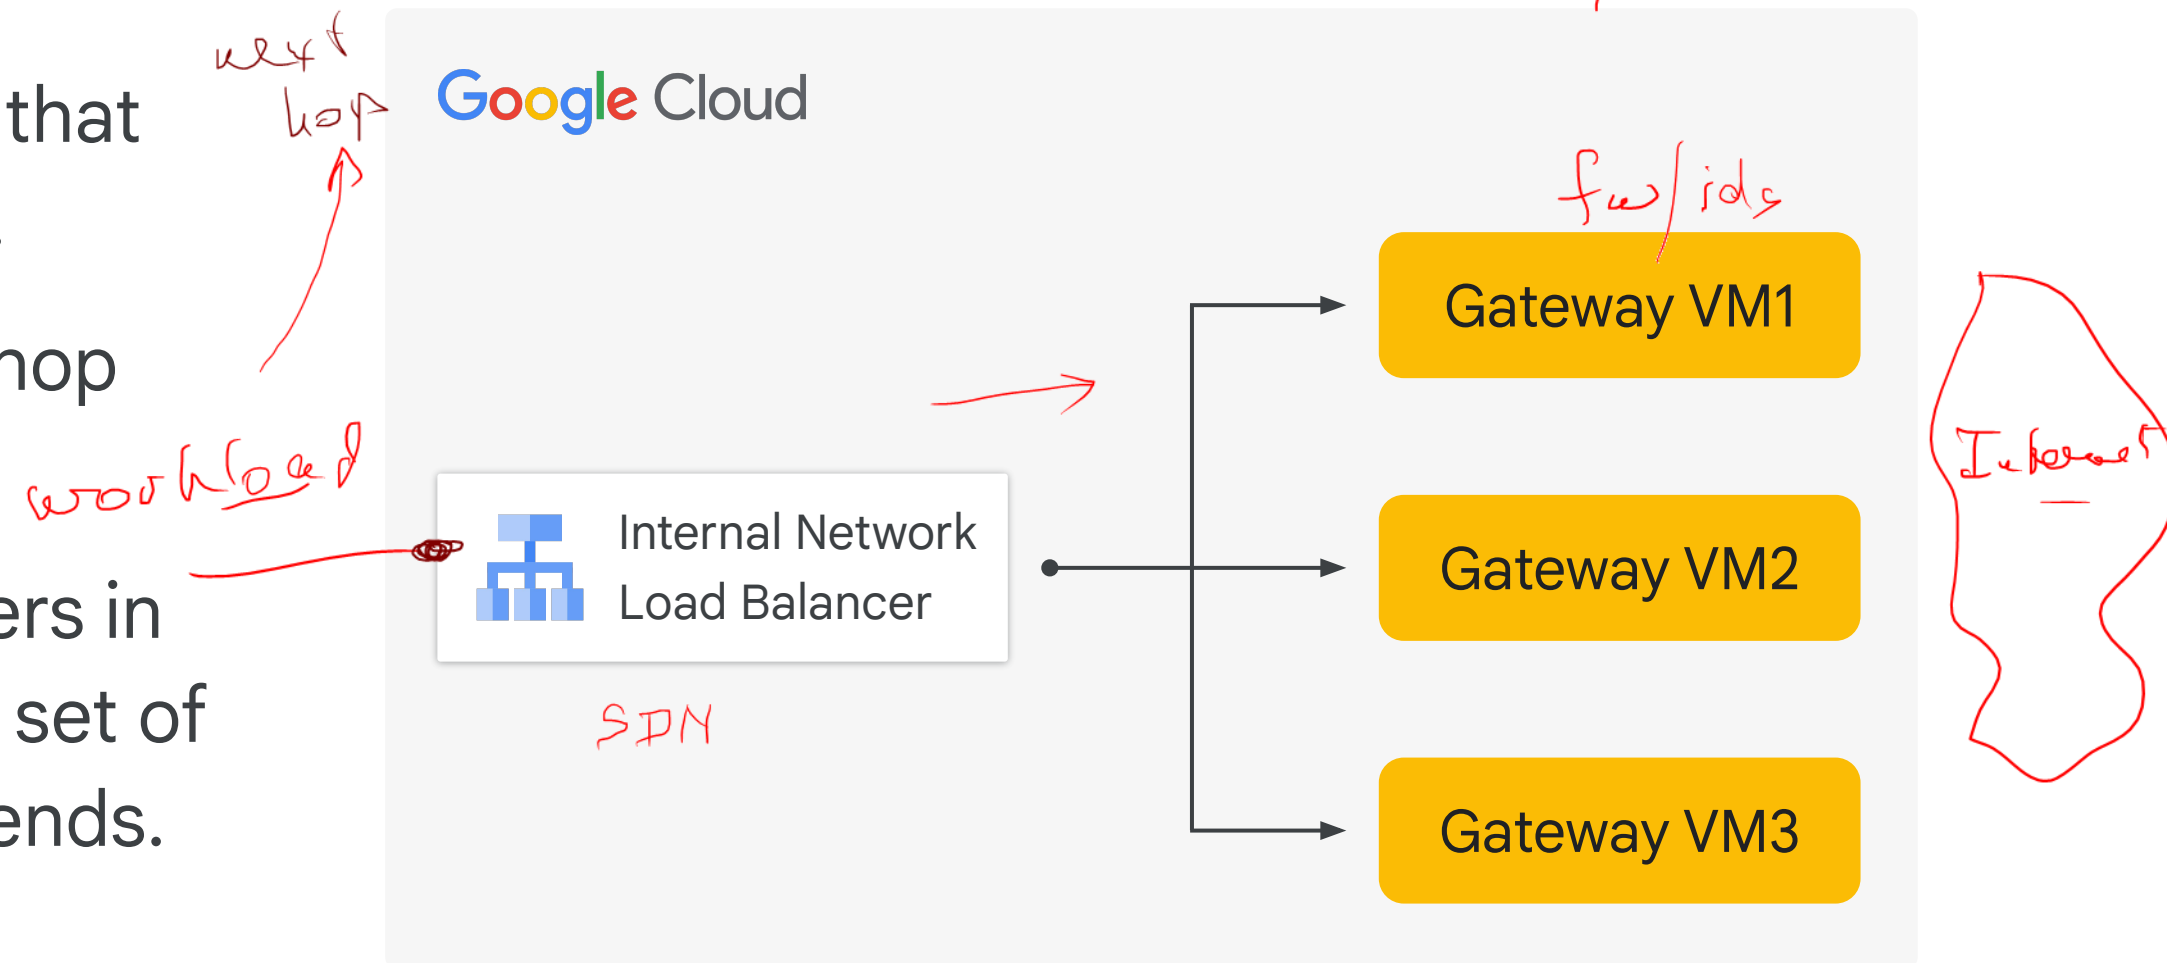 that
hop
ers in
set of
ends.
next
hop
workload
Google Cloud
fw/ids
Gateway VM1
Internal Network
Load Balancer
Gateway VM2
SDN
Gateway VM3
Internet